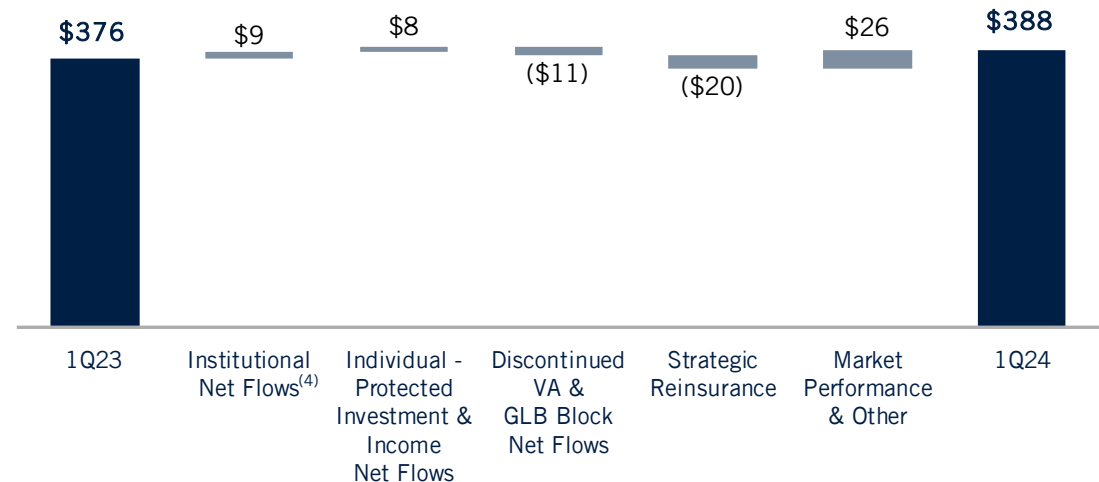 $376
$9
$8
($11)
($20)
$26
$388
1Q23
Institutional
Net Flows(4)
Individual -
Protected
Investment &
Income
Net Flows
Discontinued
VA &
GLB Block
Net Flows
Strategic
Reinsurance
Market
Performance
& Other
1Q24